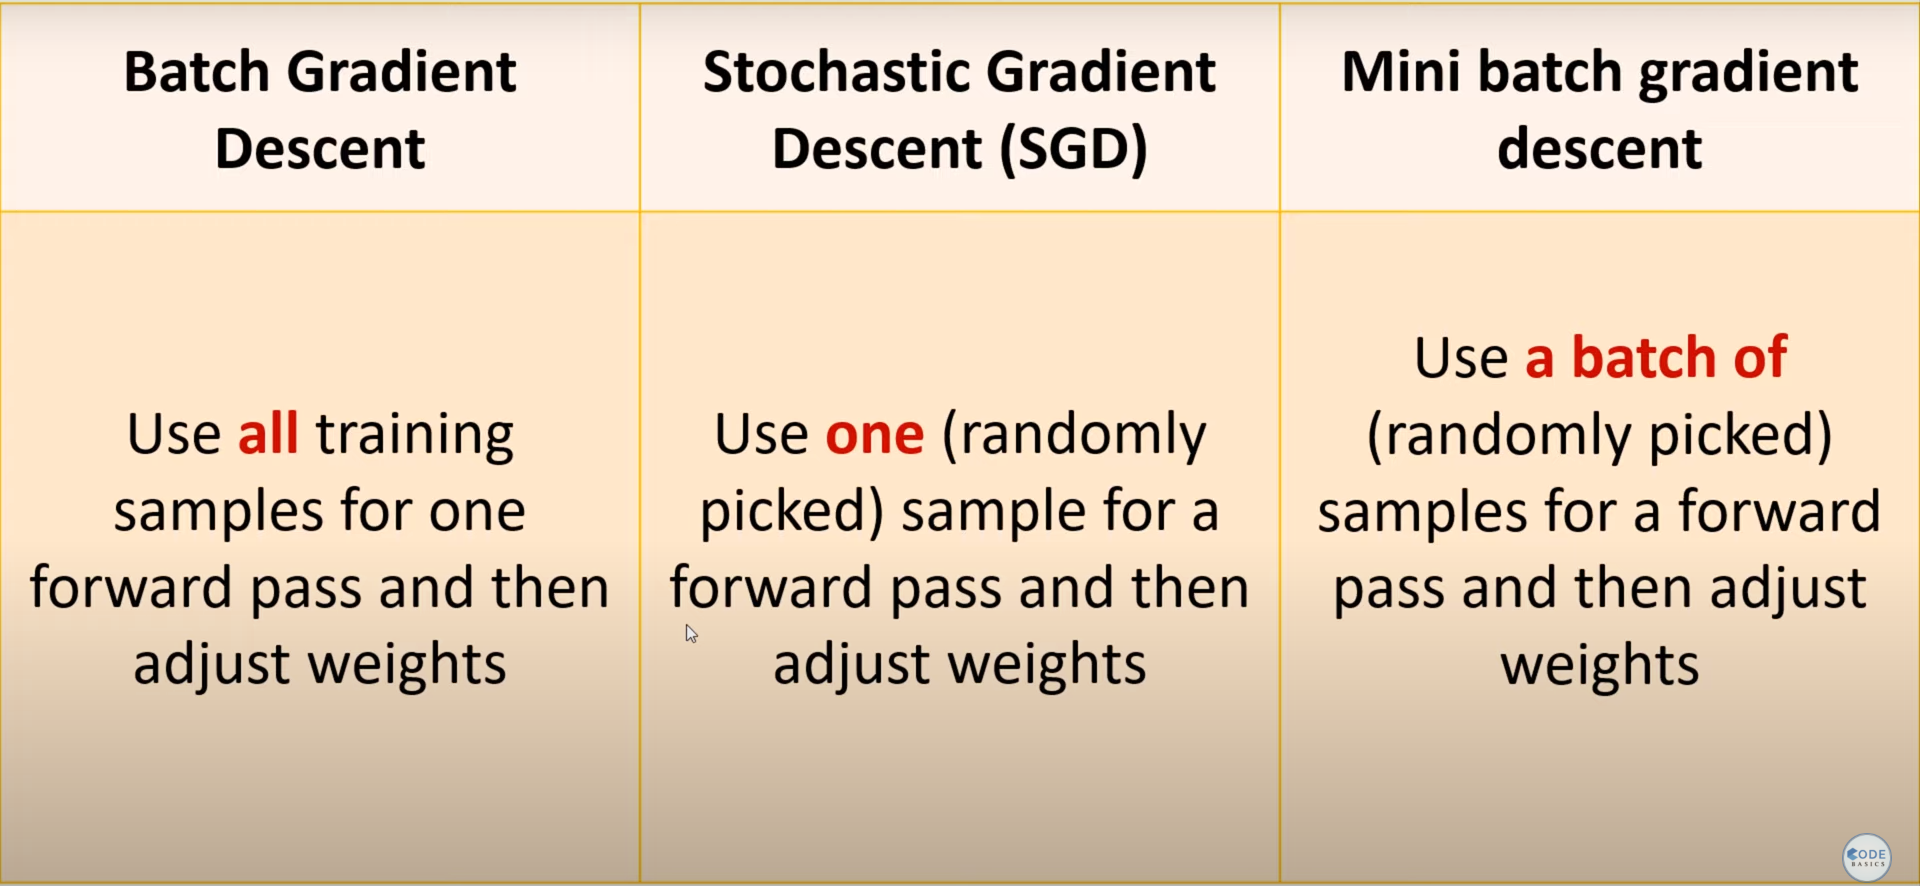 Batch Gradient
Descent
Stochastic Gradient
Descent (SGD)
Mini batch gradient
descent
Use all training
samples for one
forward pass and then
adjust weights
Use one (randomly
picked) sample for a
forward pass and then
adjust weights
Use a batch of
(randomly picked)
samples for a forward
pass and then adjust
weights
CODE
BASICS